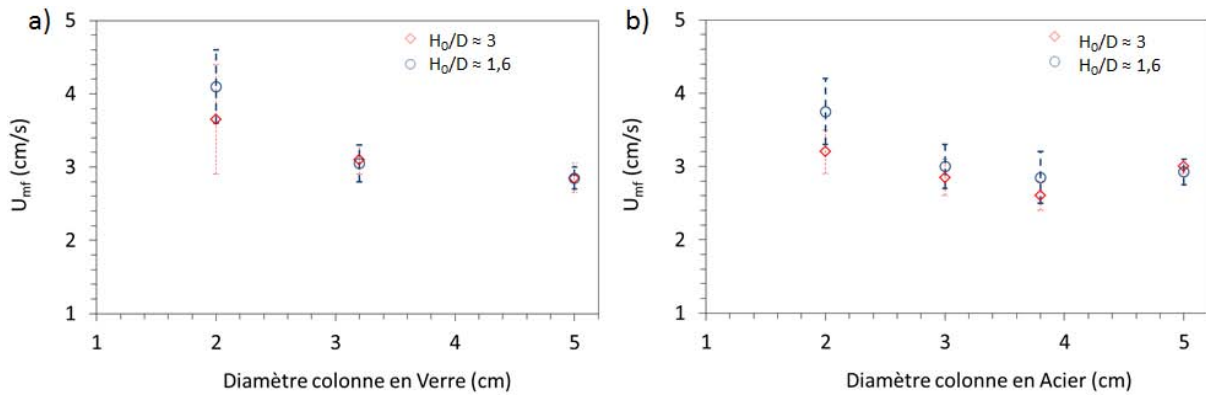 a)
5
4
3
2
1
U_mf (cm/s)
H₀/D ≈ 3
H₀/D ≈ 1,6
1 2 3 4 5
Diamètre colonne en Verre (cm)
b)
5
4
3
2
1
U_mf (cm/s)
H₀/D ≈ 3
H₀/D ≈ 1,6
1 2 3 4 5
Diamètre colonne en Acier (cm)